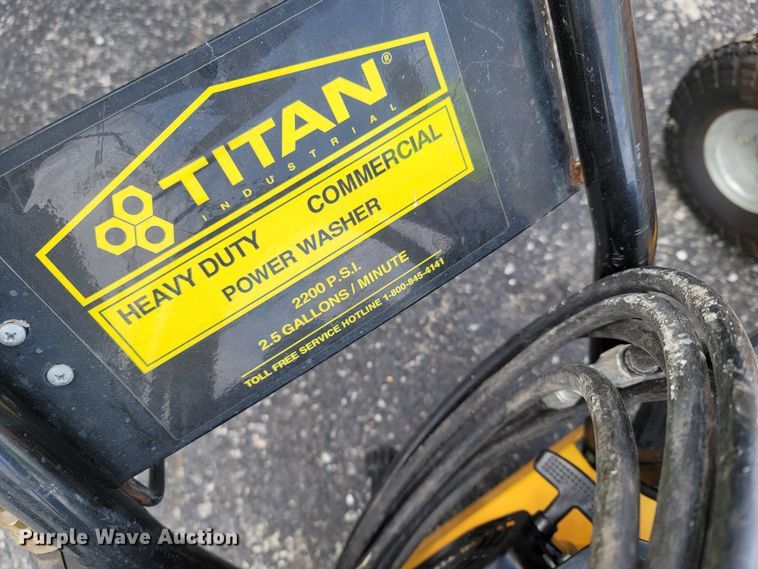 TITAN®
INDUSTRIAL
HEAVY DUTY COMMERCIAL
POWER WASHER
2200 P.S.I.
2.5 GALLONS / MINUTE
TOLL FREE SERVICE HOTLINE 1-800-845-4141
Purple Wave Auction